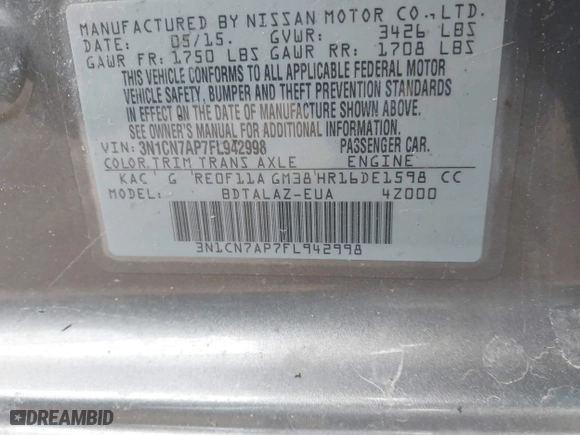 MANUFACTURED BY NISSAN MOTOR CO.,LTD.
DATE: 05/15. GVWR: 3426 LBS
GAWR FR: 1750 LBS GAWR RR: 1708 LBS
THIS VEHICLE CONFORMS TO ALL APPLICABLE FEDERAL MOTOR
VEHICLE SAFETY, BUMPER AND THEFT PREVENTION STANDARDS
IN EFFECT ON THE DATE OF MANUFACTURE SHOWN ABOVE.
SEE OWNER'S MANUAL FOR ADDITIONAL INFORMATION.
VIN: 3N1CN7AP7FL942998 PASSENGER CAR.
COLOR TRIM TRANS AXLE ENGINE
KAC G RE0F11A GM38 HR16DE1598 CC
MODEL: BDTALAZ-EUA 4Z000
3N1CN7AP7FL942998
DREAMBID